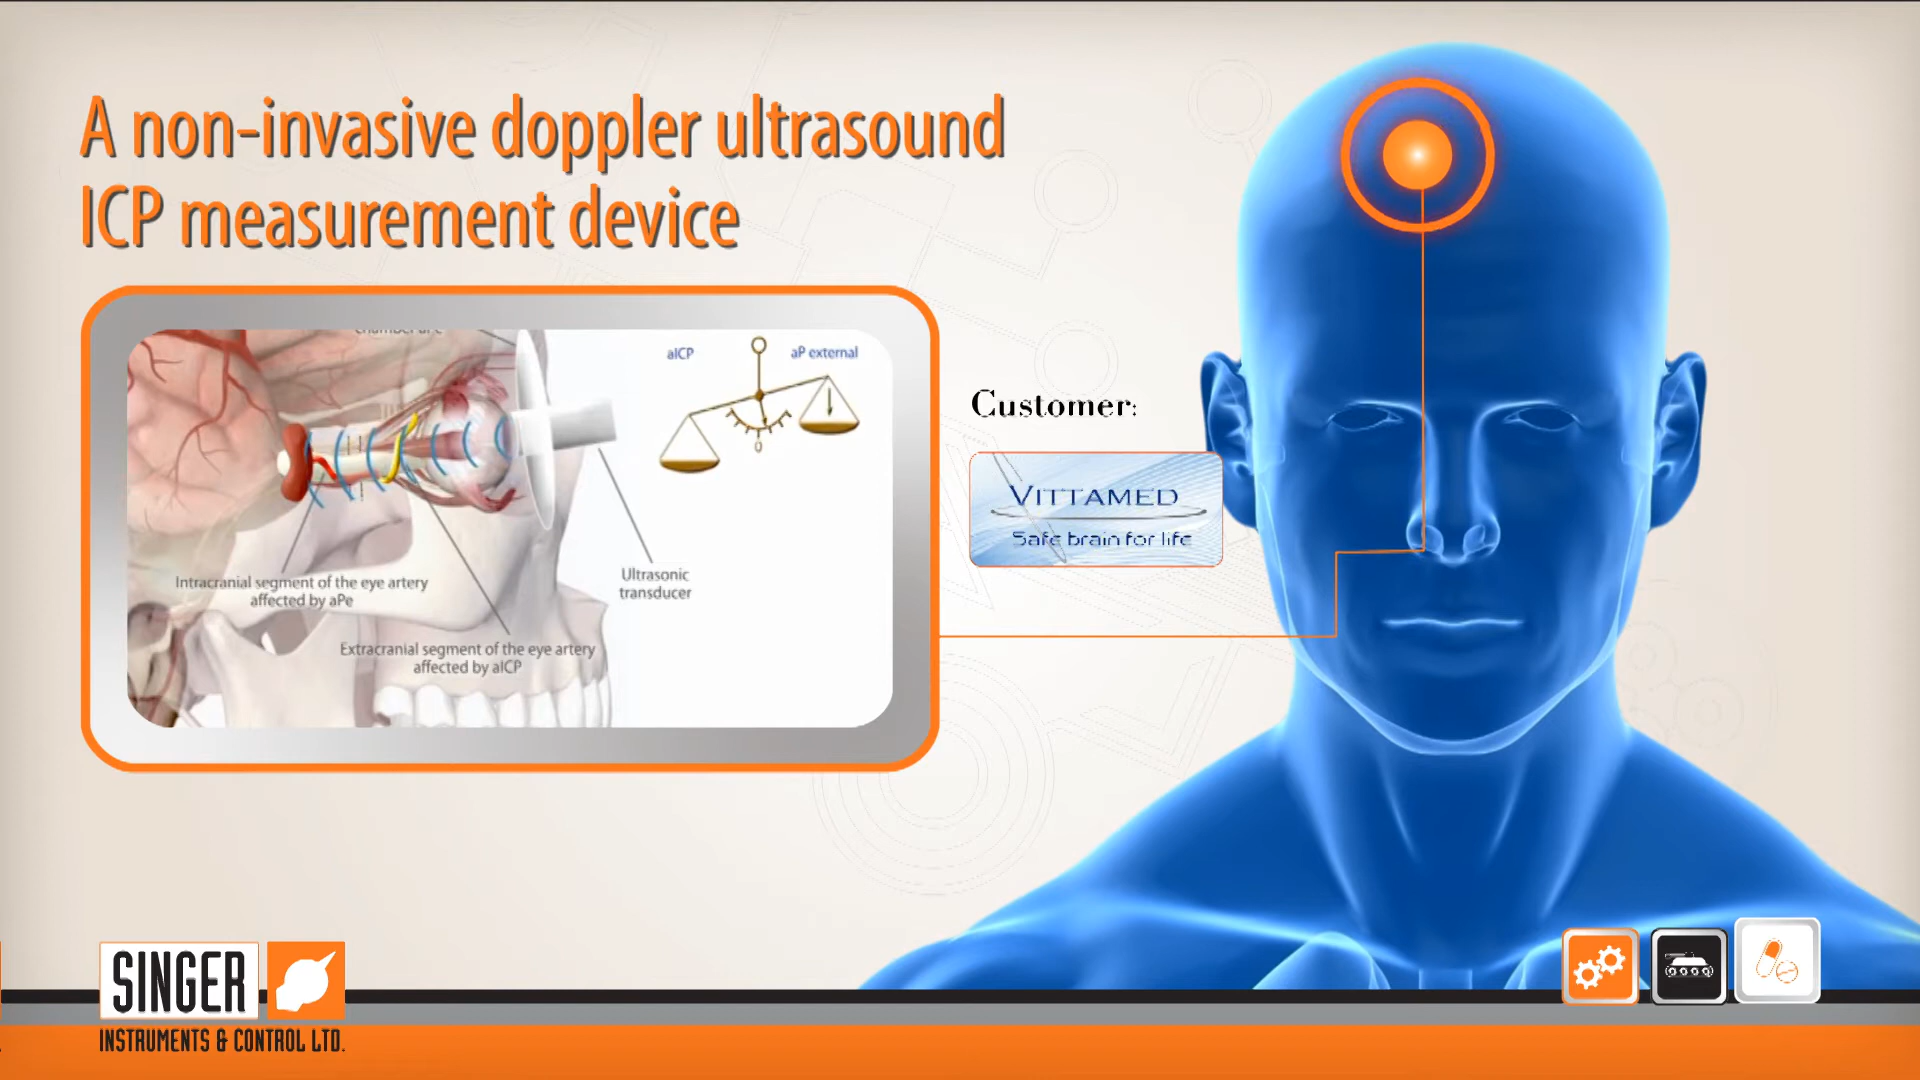 A non-invasive doppler ultrasound
ICP measurement device
aICP
aP external
0
Intracranial segment of the eye artery
affected by aPe
Extracranial segment of the eye artery
affected by aICP
Ultrasonic
transducer
Customer:
VITTAMED
Safe brain for life
SINGER
INSTRUMENTS & CONTROL LTD.